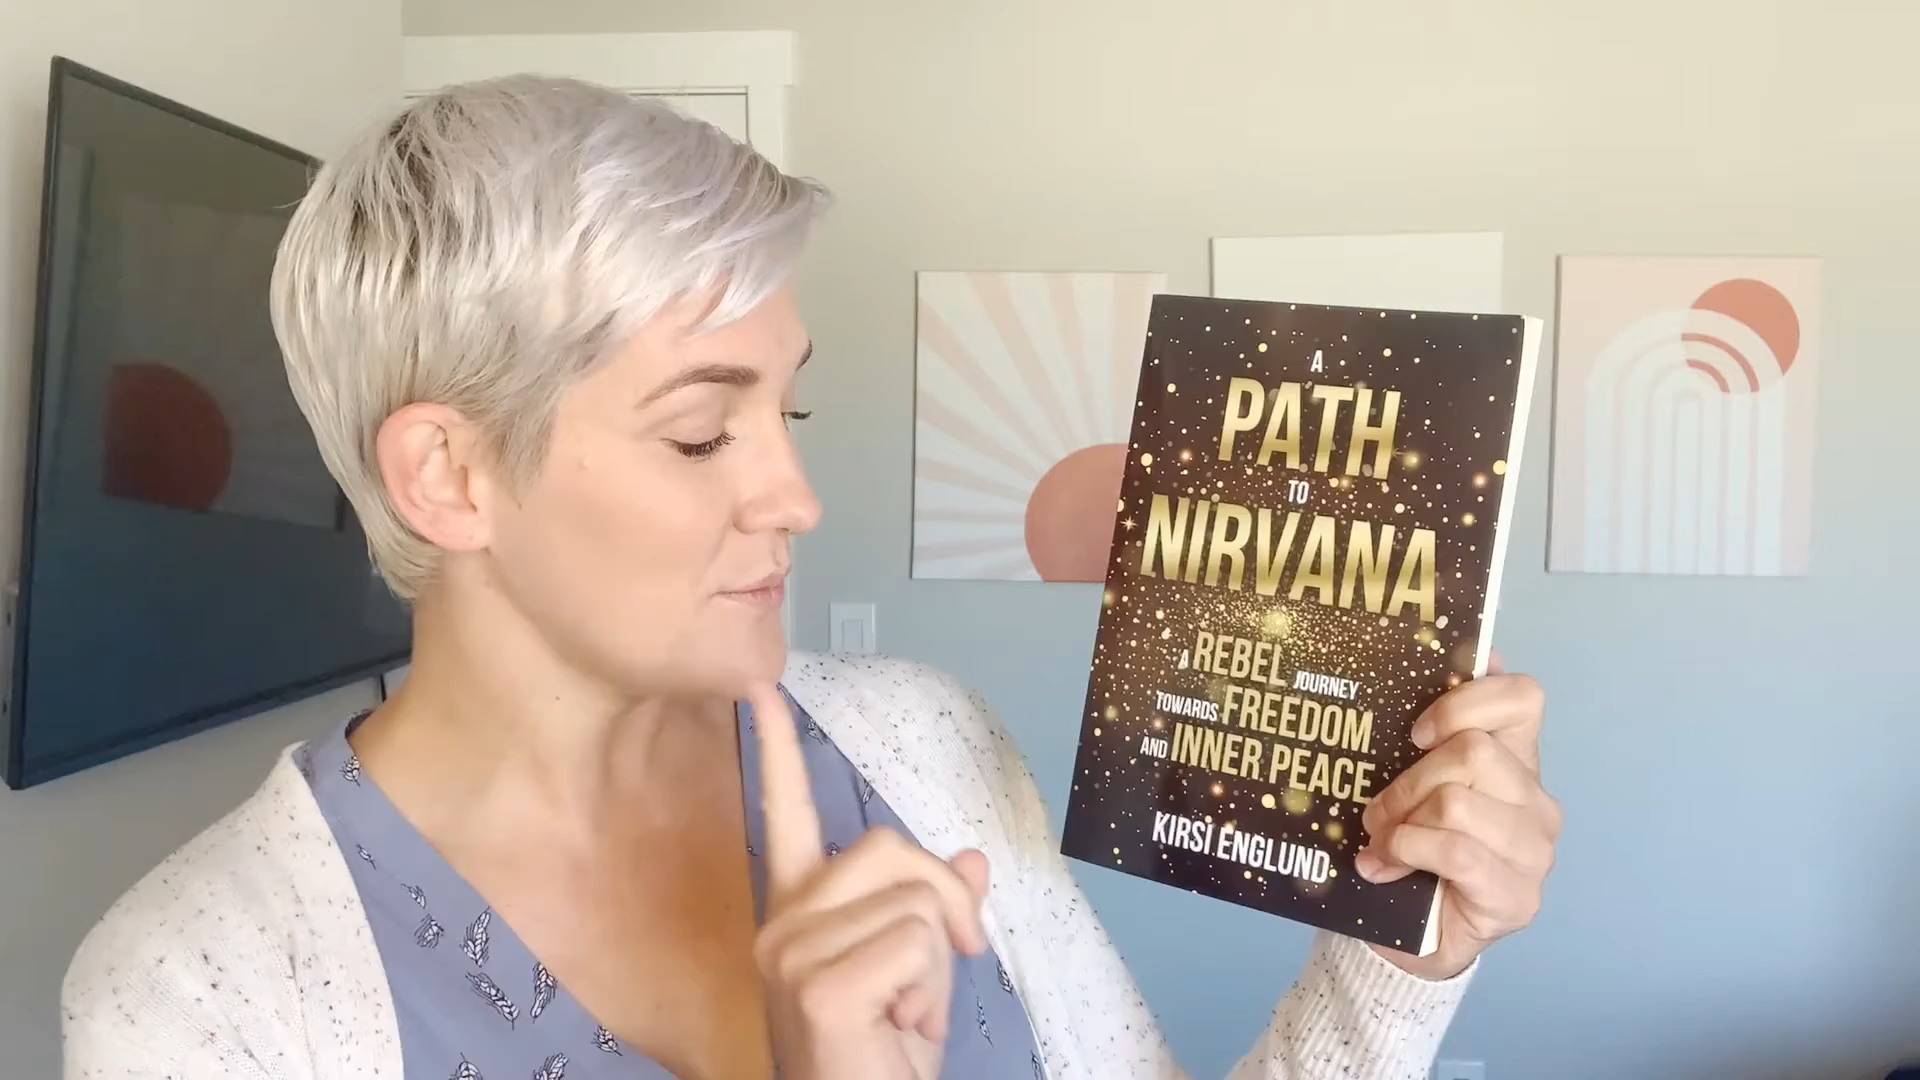 A
PATH
TO
NIRVANA
A REBEL JOURNEY
TOWARDS FREEDOM
AND INNER PEACE
KIRSI ENGLUND